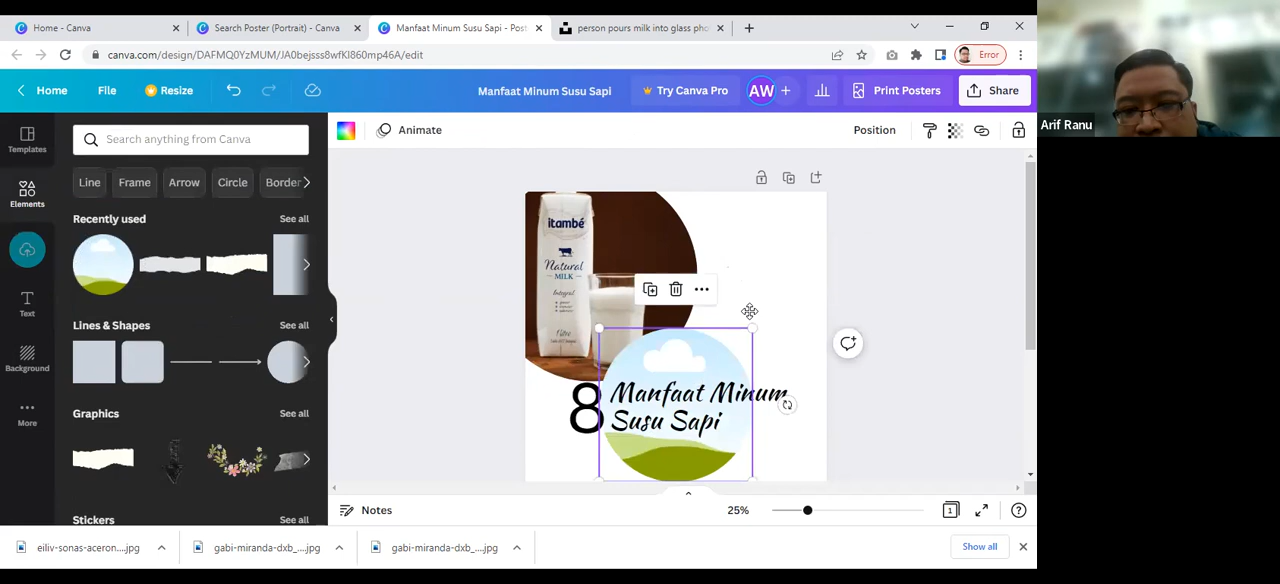 Home - Canva
Search Poster (Portrait) - Canva
Manfaat Minum Susu Sapi - Post
person pours milk into glass pho
canva.com/design/DAFMQ0YzMUM/JA0bejsss8wfKl860mp46A/edit
Error
Home
File
Resize
Manfaat Minum Susu Sapi
Try Canva Pro
AW
Print Posters
Share
Templates
Elements
Text
Background
More
Search anything from Canva
Line
Frame
Arrow
Circle
Border
Recently used
See all
Lines & Shapes
See all
Graphics
See all
Stickers
See all
Animate
Position
itambé
Natural
MILK
Integral
8 Manfaat Minum
Susu Sapi
Notes
25%
1
eiliv-sonas-aceron....jpg
gabi-miranda-dxb_....jpg
gabi-miranda-dxb_....jpg
Show all
Arif Ranu